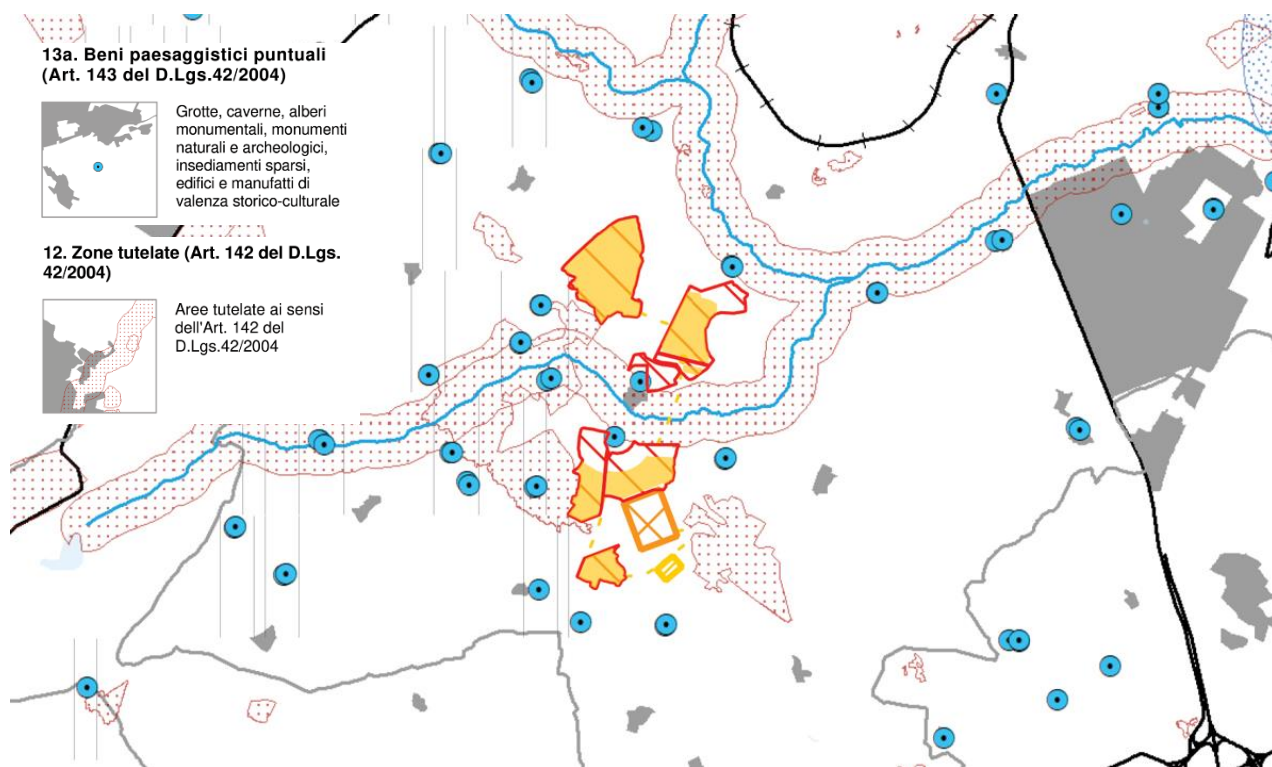 13a. Beni paesaggistici puntuali
(Art. 143 del D.Lgs.42/2004)
Grotte, caverne, alberi
monumentali, monumenti
naturali e archeologici,
insediamenti sparsi,
edifici e manufatti di
valenza storico-culturale
12. Zone tutelate (Art. 142 del D.Lgs.
42/2004)
Aree tutelate ai sensi
dell'Art. 142 del
D.Lgs.42/2004